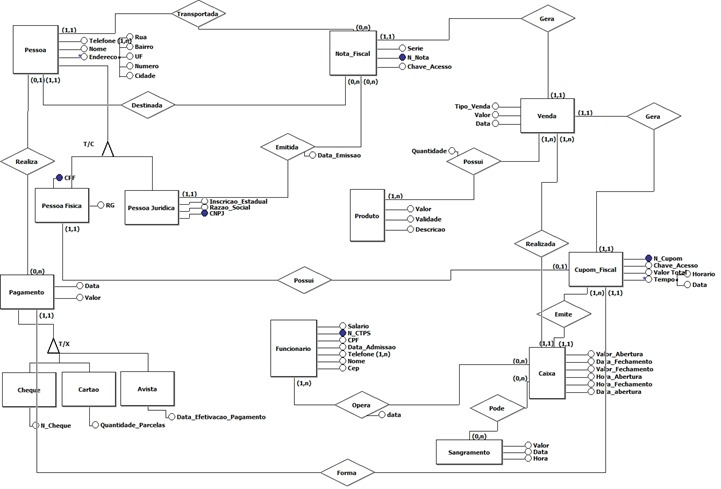 Transportada
(1,1)
(0,n)
Pessoa
Telefone (1,n)
Nome
Endereco
Rua
Bairro
UF
Numero
Cidade
(0,1)
(1,1)
Nota_Fiscal
(1,1)
Serie
N_Nota
Chave_Acesso
(0,n)
(0,n)
Gera
(1,1)
Destinada
Tipo_Venda
Valor
Data
Venda
(1,1)
Gera
(1,n)
(1,n)
T/C
Realiza
Emitida
Data_Emissao
Quantidade
Possui
CPF
Pessoa Fisica
RG
(1,1)
Pessoa Juridica
(1,1)
Inscricao_Estadual
Razao_Social
CNPJ
(1,n)
Produto
Valor
Validade
Descricao
Realizada
(1,1)
Cupom_Fiscal
N_Cupom
Chave_Acesso
Valor Total
Tempo
Horario
Data
(0,1)
(1,n)
(1,1)
Possui
(0,n)
Pagamento
Data
Valor
T/X
Cheque
N_Cheque
Cartao
Quantidade_Parcelas
Avista
Data_Efetivacao_Pagamento
Emite
Funcionario
Salario
N_CTPS
CPF
Data_Admissao
Telefone (1,n)
Nome
Cep
(1,n)
(1,1)
(1,1)
(0,n)
(0,n)
Caixa
Valor_Abertura
Data_Fechamento
Valor_Fechamento
Hora_Abertura
Hora_Fechamento
Data_abertura
Opera
data
Pode
(0,n)
Sangramento
Valor
Data
Hora
Forma